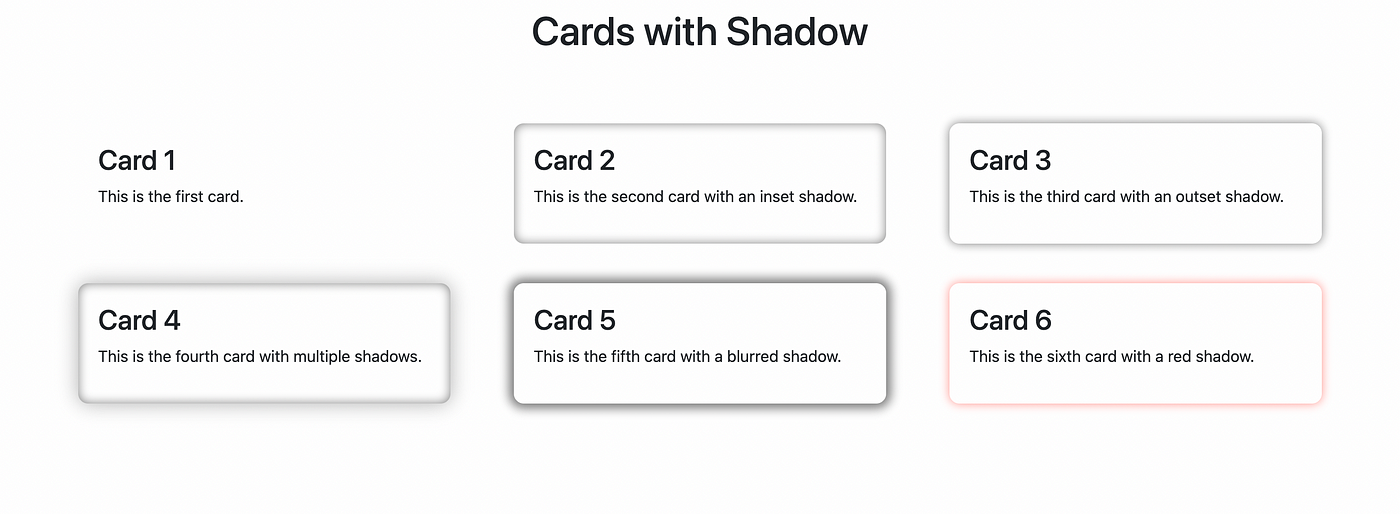 Cards with Shadow
Card 1
This is the first card.
Card 2
This is the second card with an inset shadow.
Card 3
This is the third card with an outset shadow.
Card 4
This is the fourth card with multiple shadows.
Card 5
This is the fifth card with a blurred shadow.
Card 6
This is the sixth card with a red shadow.